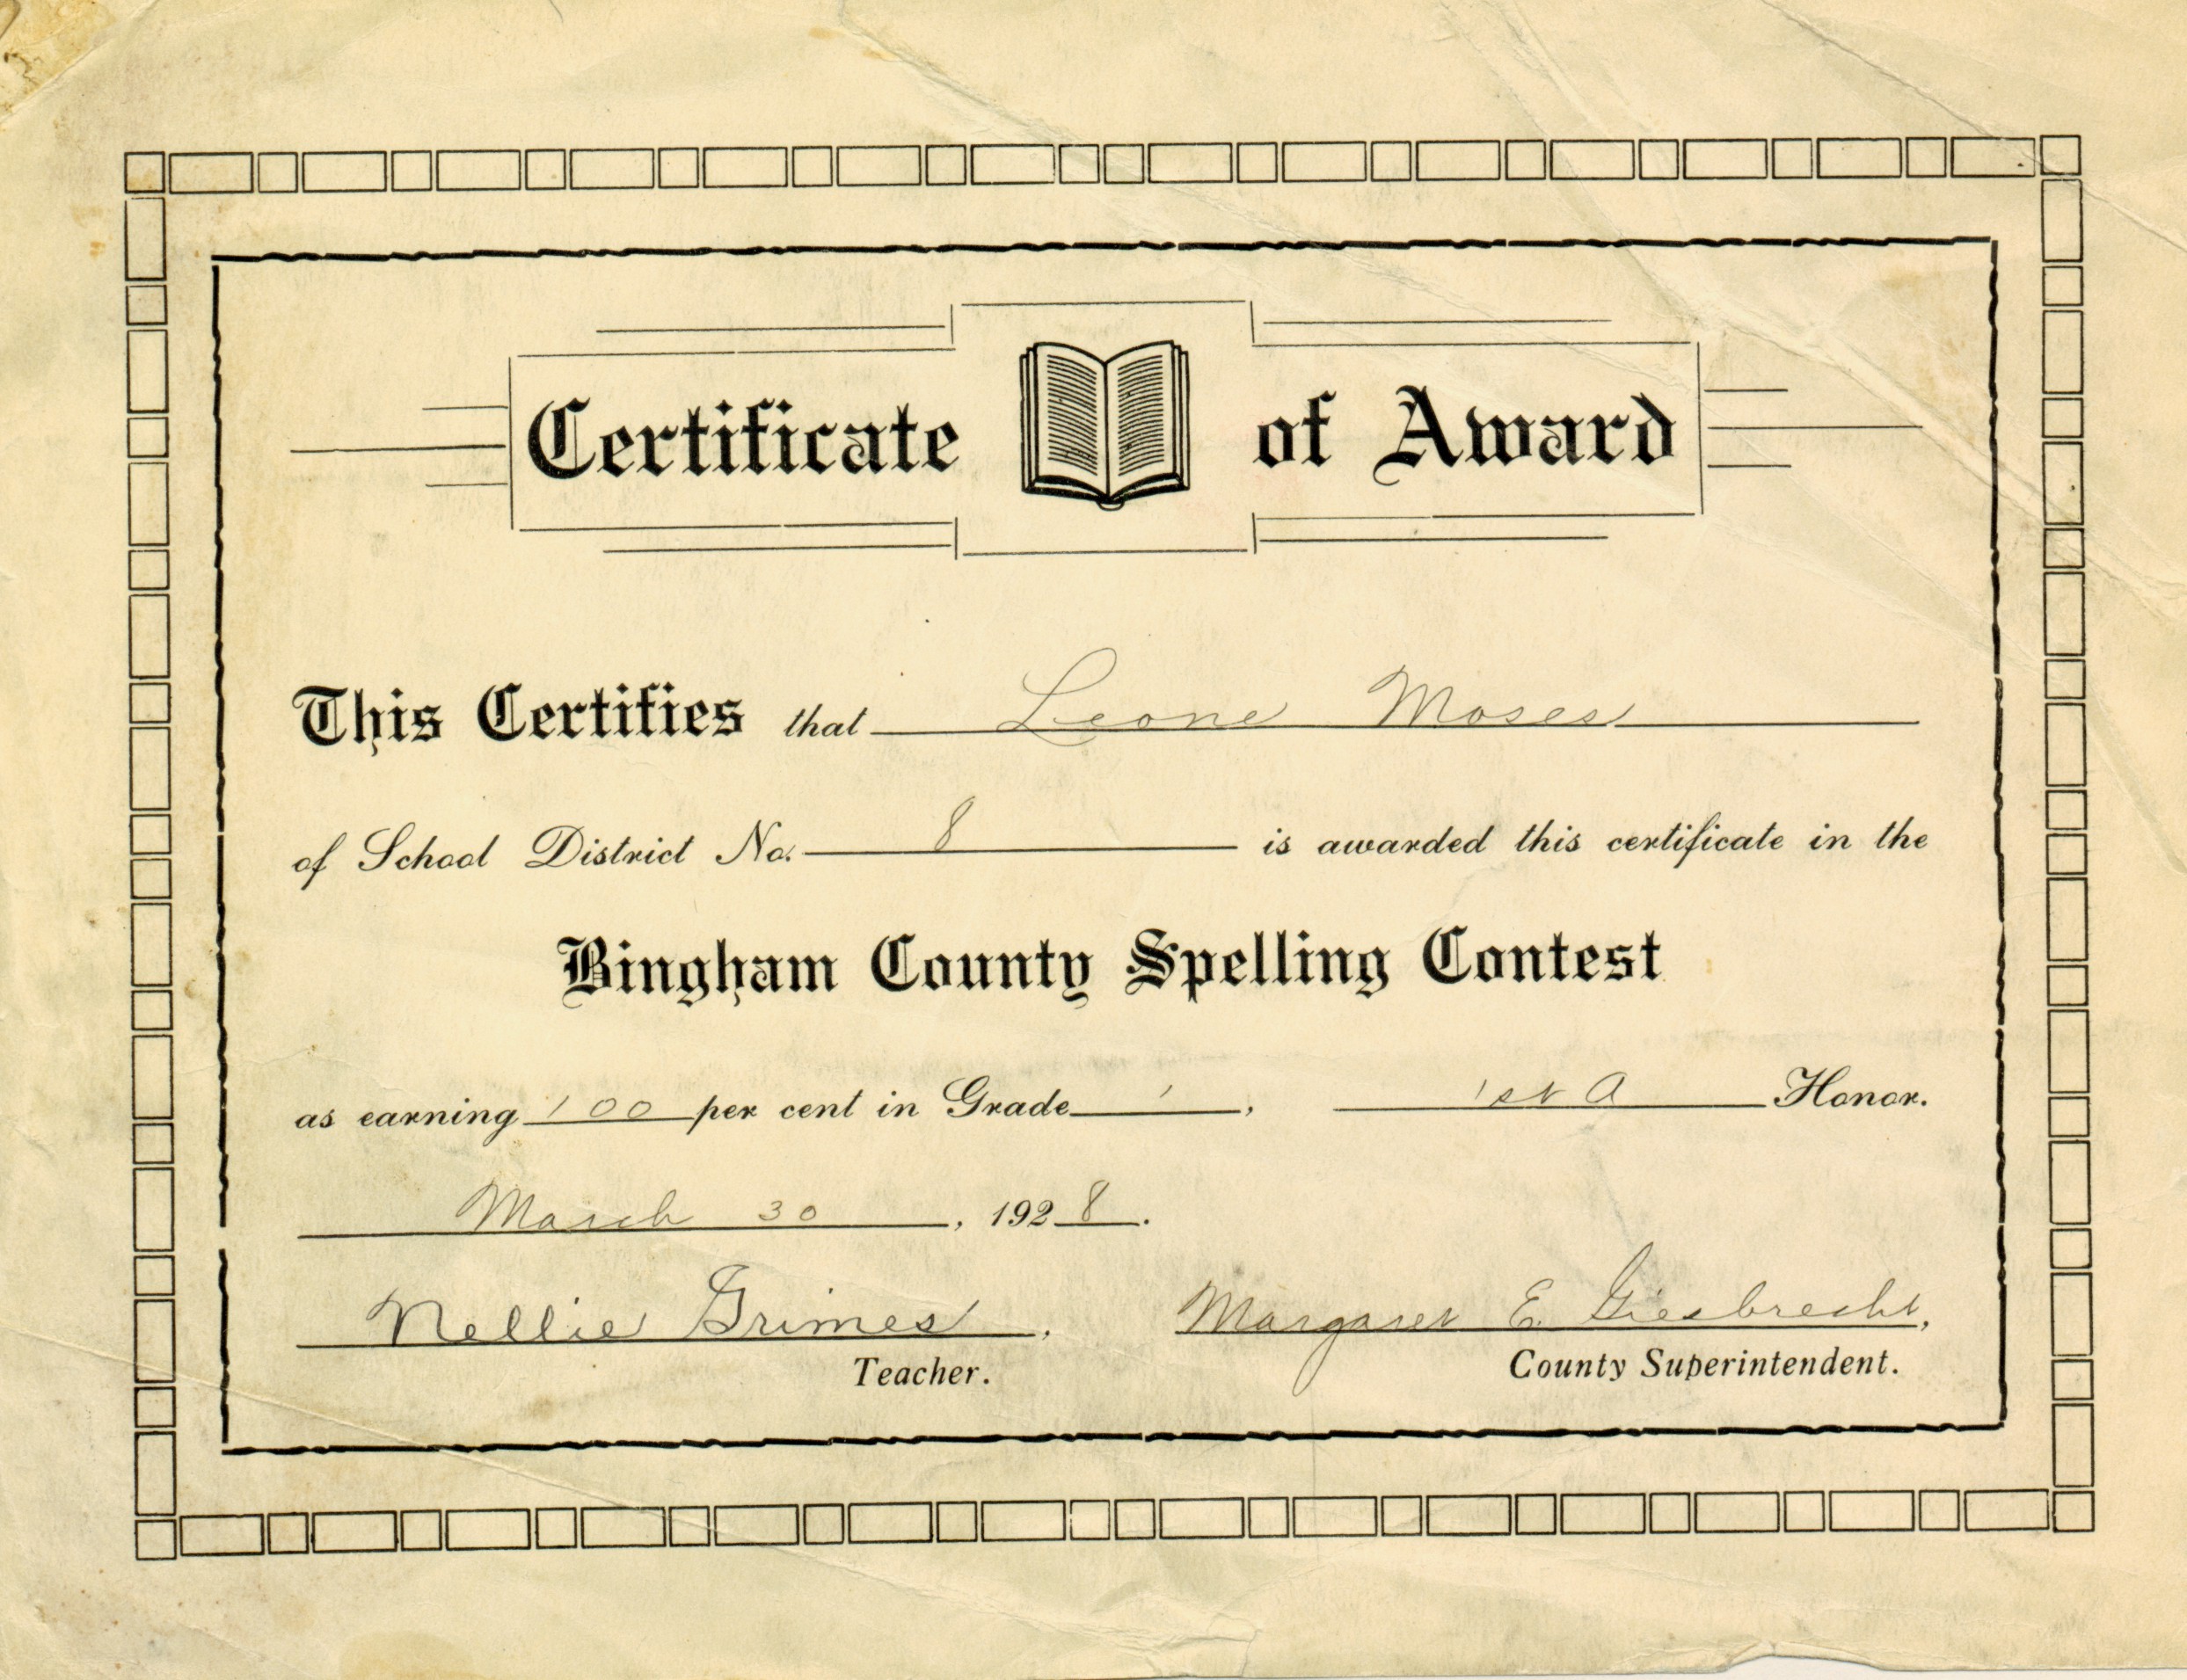 Certificate of Award
This Certifies that Leone Moses
of School District No. 8 is awarded this certificate in the
Bingham County Spelling Contest
as earning 100 per cent in Grade 1, 1st A Honor.
March 30, 1928.
Nellie Grimes, Margaret E. Giesbrecht,
Teacher. County Superintendent.